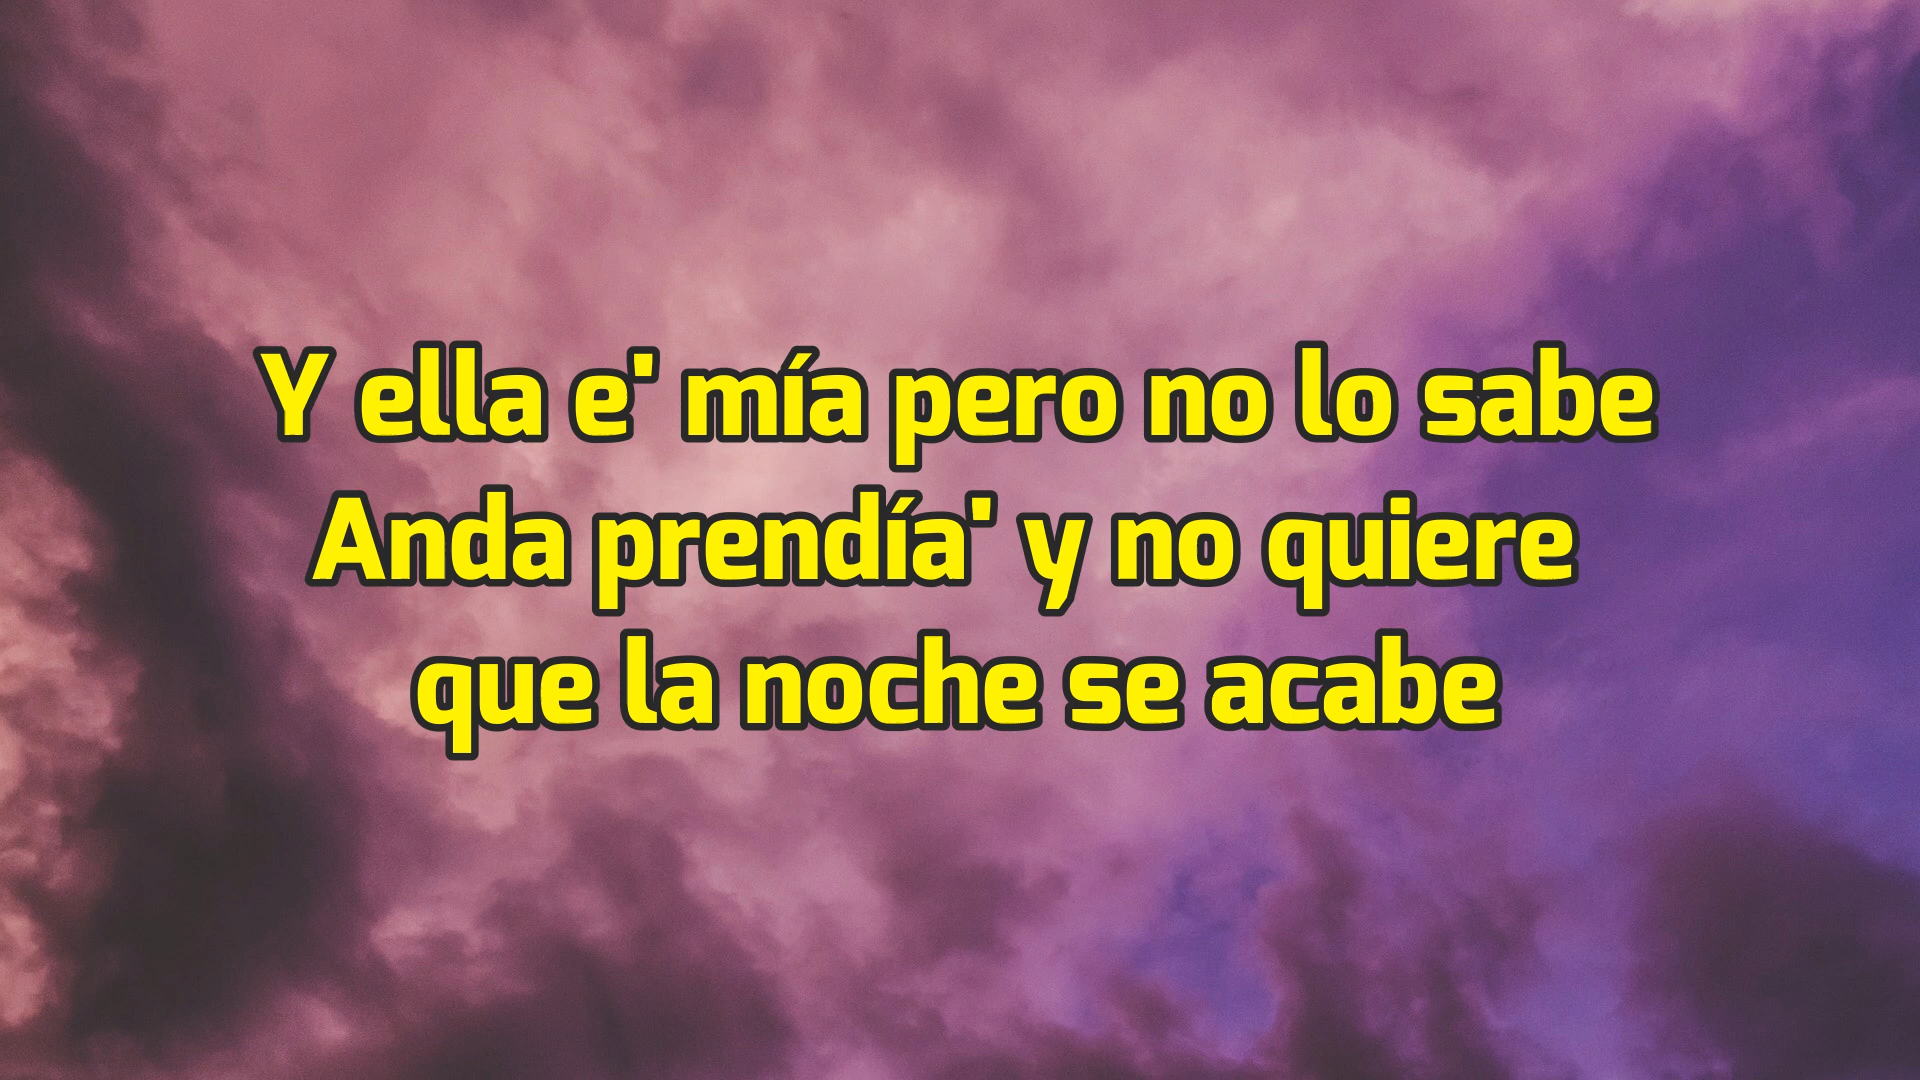 Y ella e' mía pero no lo sabe
Anda prendía' y no quiere
que la noche se acabe